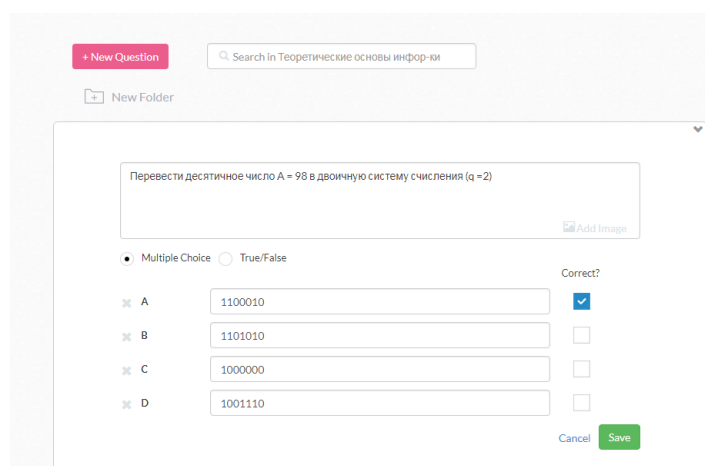 + New Question
Search in Теоретические основы инфор-ки
New Folder
Перевести десятичное число A = 98 в двоичную систему счисления (q =2)
Add Image
Multiple Choice True/False
Correct?
A 1100010
B 1101010
C 1000000
D 1001110
Cancel Save